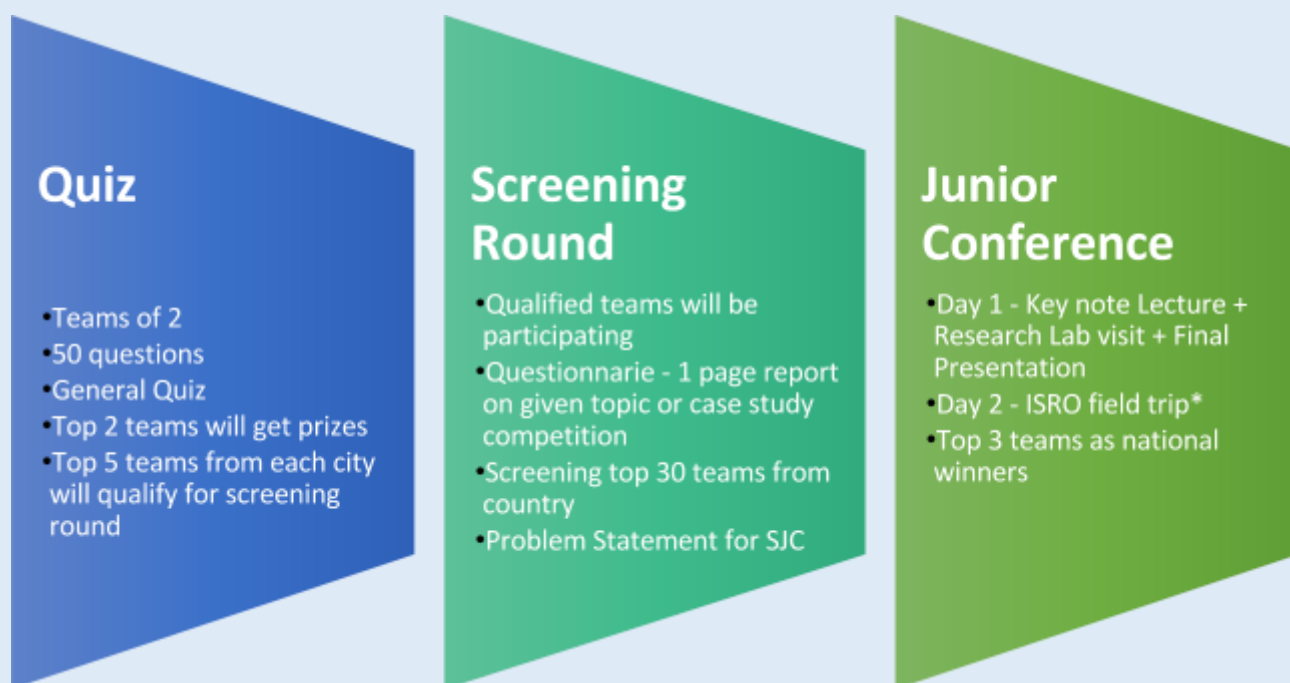 Quiz
•Teams of 2
•50 questions
•General Quiz
•Top 2 teams will get prizes
•Top 5 teams from each city
will qualify for screening
round
Screening
Round
•Qualified teams will be
participating
•Questionnarie - 1 page report
on given topic or case study
competition
•Screening top 30 teams from
country
•Problem Statement for SJC
Junior
Conference
•Day 1 - Key note Lecture +
Research Lab visit + Final
Presentation
•Day 2 - ISRO field trip*
•Top 3 teams as national
winners